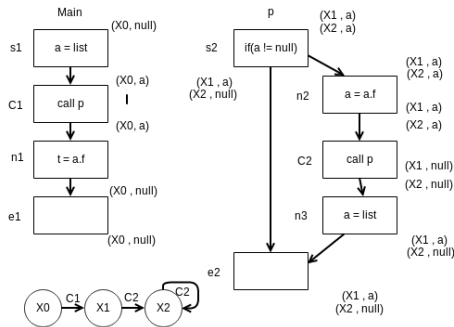 Main
(X0, null)
s1
a = list
(X0, a)
C1
call p
(X0, a)
n1
t = a.f
(X0 , null)
e1
(X0 , null)
p
(X1 , a)
(X2 , a)
s2
if(a != null)
(X1 , a)
(X2 , null)
(X1 , a)
(X2 , a)
n2
a = a.f
(X1 , a)
(X2 , a)
C2
call p
(X1 , null)
(X2 , null)
n3
a = list
(X1 , a)
(X2 , null)
e2
(X1 , a)
(X2 , null)
X0
C1
X1
C2
X2
C2